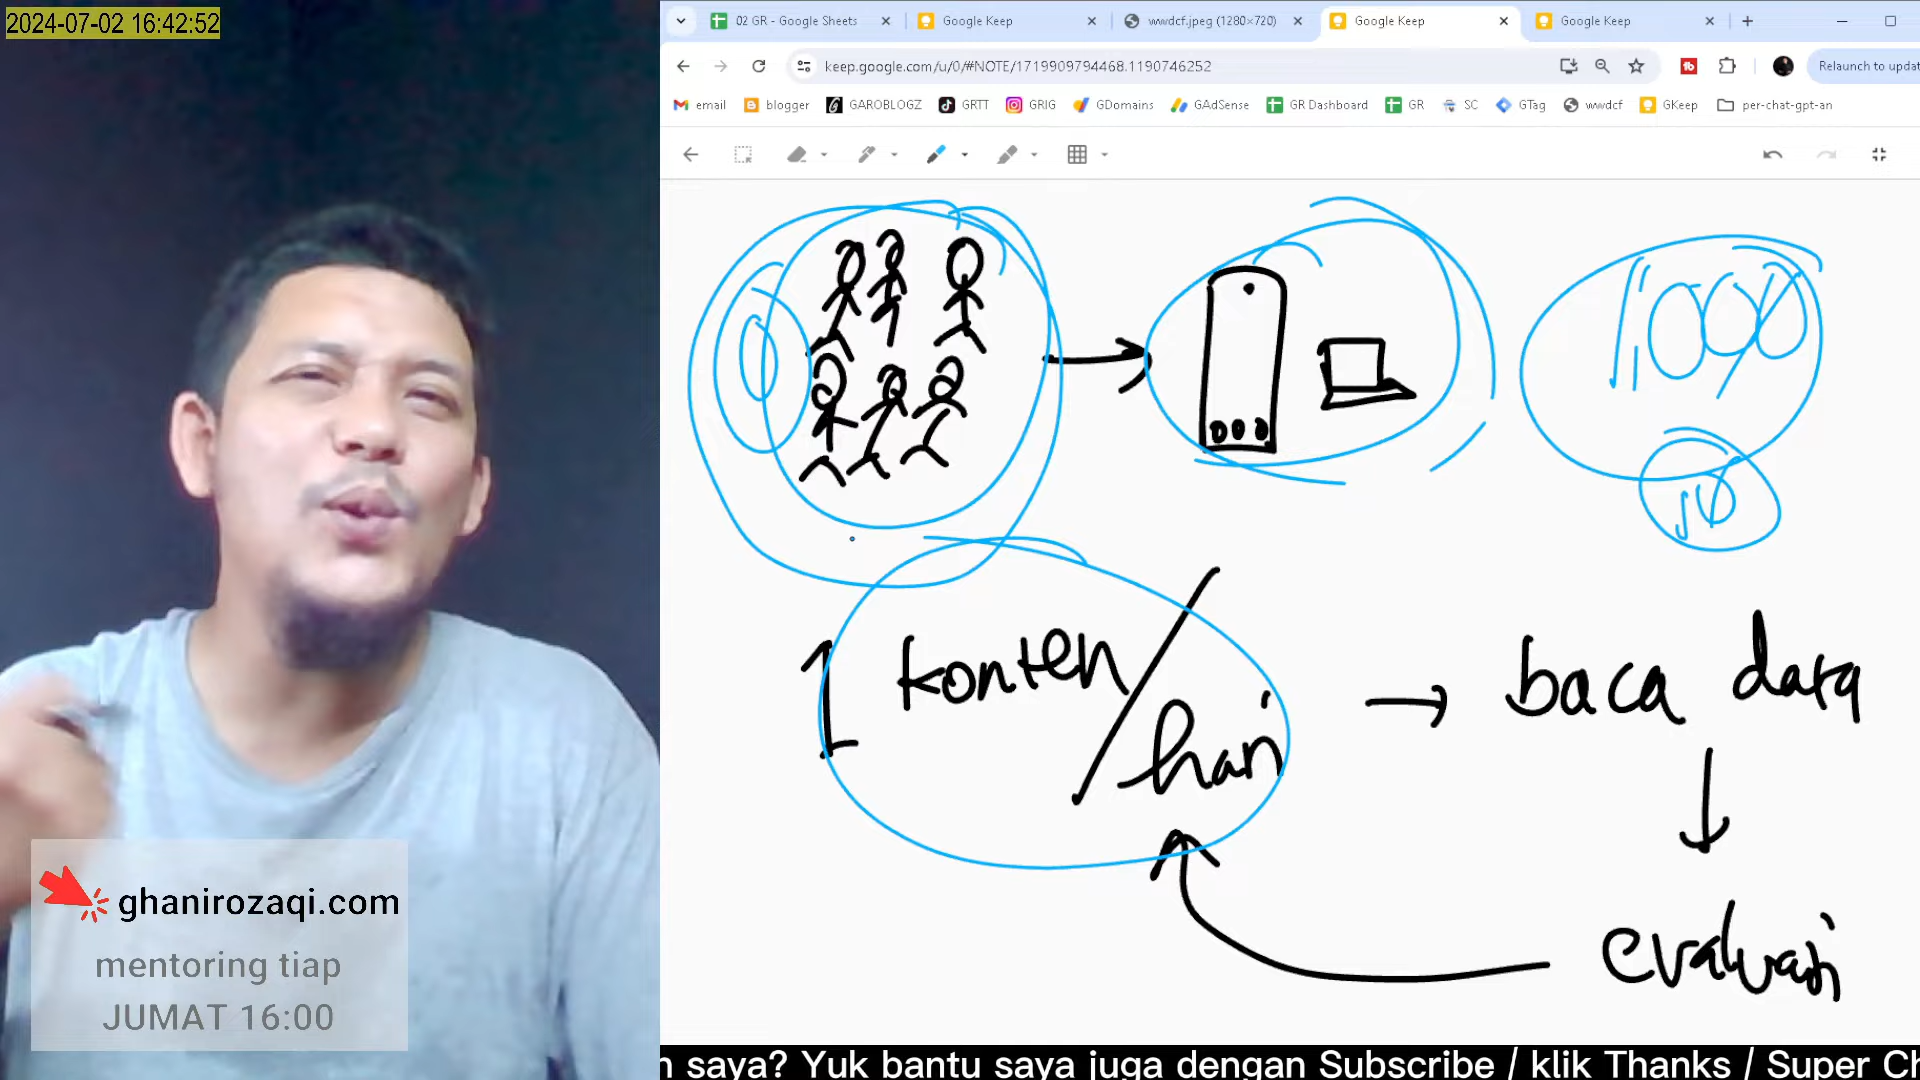 2024-07-02 16:42:52
02 GR - Google Sheets
Google Keep
wwdcf.jpeg (1280×720)
Google Keep
Google Keep
keep.google.com/u/0/#NOTE/1719909794468.1190746252
Relaunch to updat
email
blogger
GAROBLOGZ
GRTT
GRIG
GDomains
GAdSense
GR Dashboard
GR
SC
GTag
wwdcf
GKeep
per-chat-gpt-an
1 konten/
hari
baca data
evaluasi
ghanirozaqi.com
mentoring tiap
JUMAT 16:00
n saya? Yuk bantu saya juga dengan Subscribe / klik Thanks / Super Ch